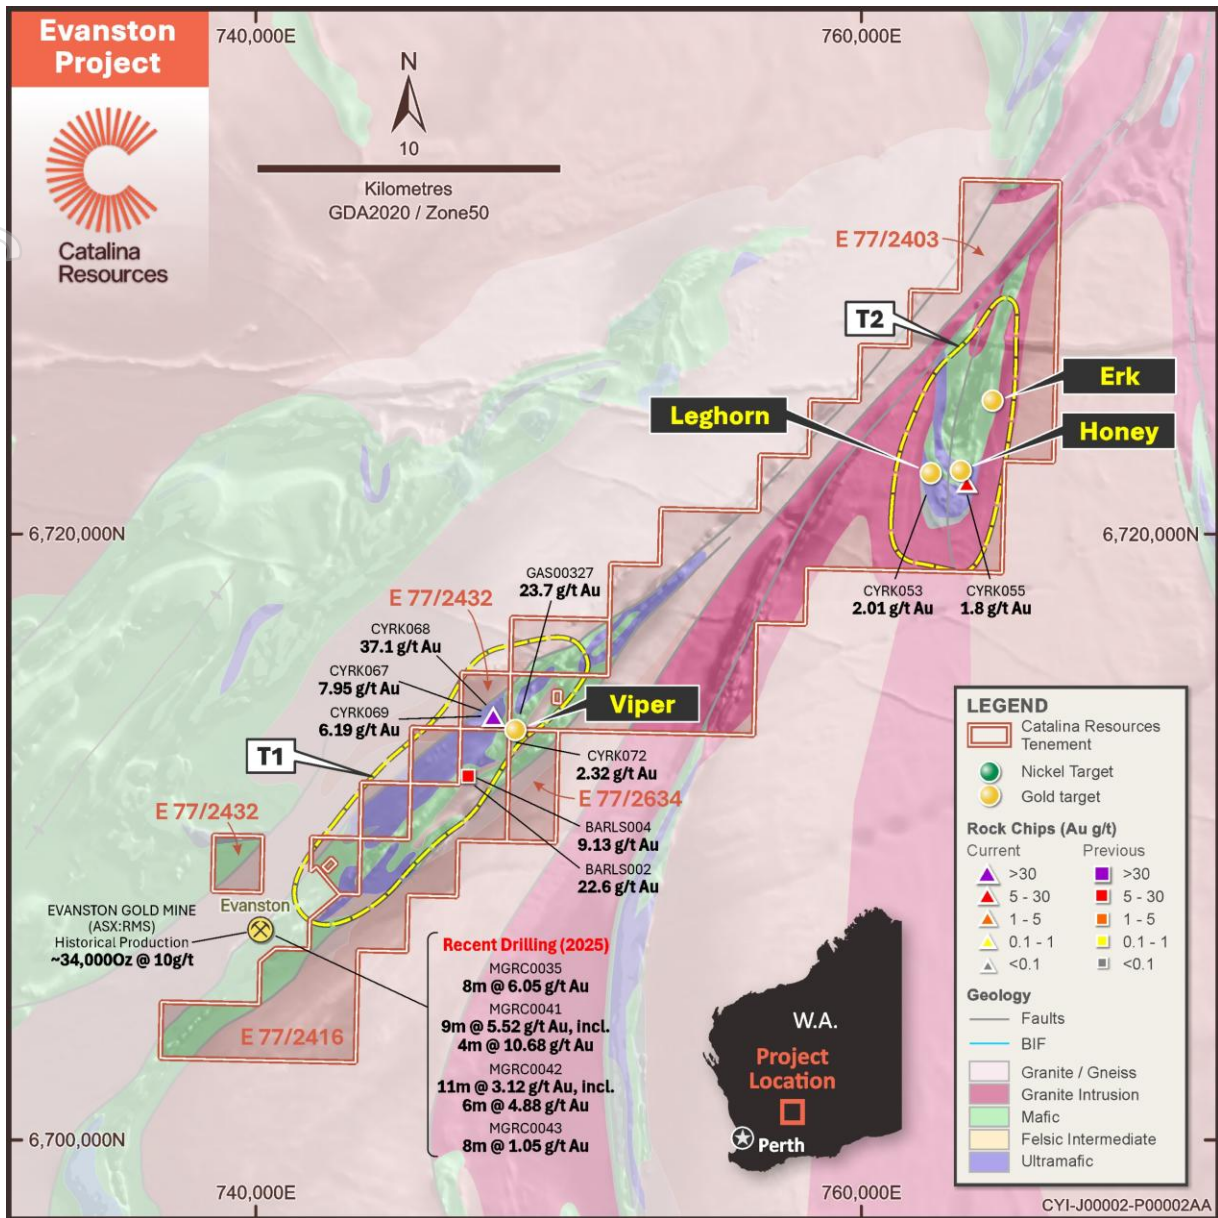 Evanston
Project
Catalina
Resources
740,000E
760,000E
N
10
Kilometres
GDA2020 / Zone50
E 77/2403
T2
Erk
Leghorn
Honey
6,720,000N
6,720,000N
CYRK053
2.01 g/t Au
CYRK055
1.8 g/t Au
GAS00327
23.7 g/t Au
E 77/2432
CYRK068
37.1 g/t Au
CYRK067
7.95 g/t Au
CYRK069
6.19 g/t Au
Viper
T1
CYRK072
2.32 g/t Au
E 77/2634
E 77/2432
BARLS004
9.13 g/t Au
BARLS002
22.6 g/t Au
Evanston
EVANSTON GOLD MINE
(ASX:RMS)
Historical Production
~34,000Oz @ 10g/t
E 77/2416
Recent Drilling (2025)
MGRC0035
8m @ 6.05 g/t Au
MGRC0041
9m @ 5.52 g/t Au, incl.
4m @ 10.68 g/t Au
MGRC0042
11m @ 3.12 g/t Au, incl.
6m @ 4.88 g/t Au
MGRC0043
8m @ 1.05 g/t Au
W.A.
Project
Location
Perth
LEGEND
Catalina Resources
Tenement
Nickel Target
Gold target
Rock Chips (Au g/t)
Current Previous
>30 >30
5 - 30 5 - 30
1 - 5 1 - 5
0.1 - 1 0.1 - 1
<0.1 <0.1
Geology
Faults
BIF
Granite / Gneiss
Granite Intrusion
Mafic
Felsic Intermediate
Ultramafic
6,700,000N
740,000E
760,000E
CYI-J00002-P00002AA